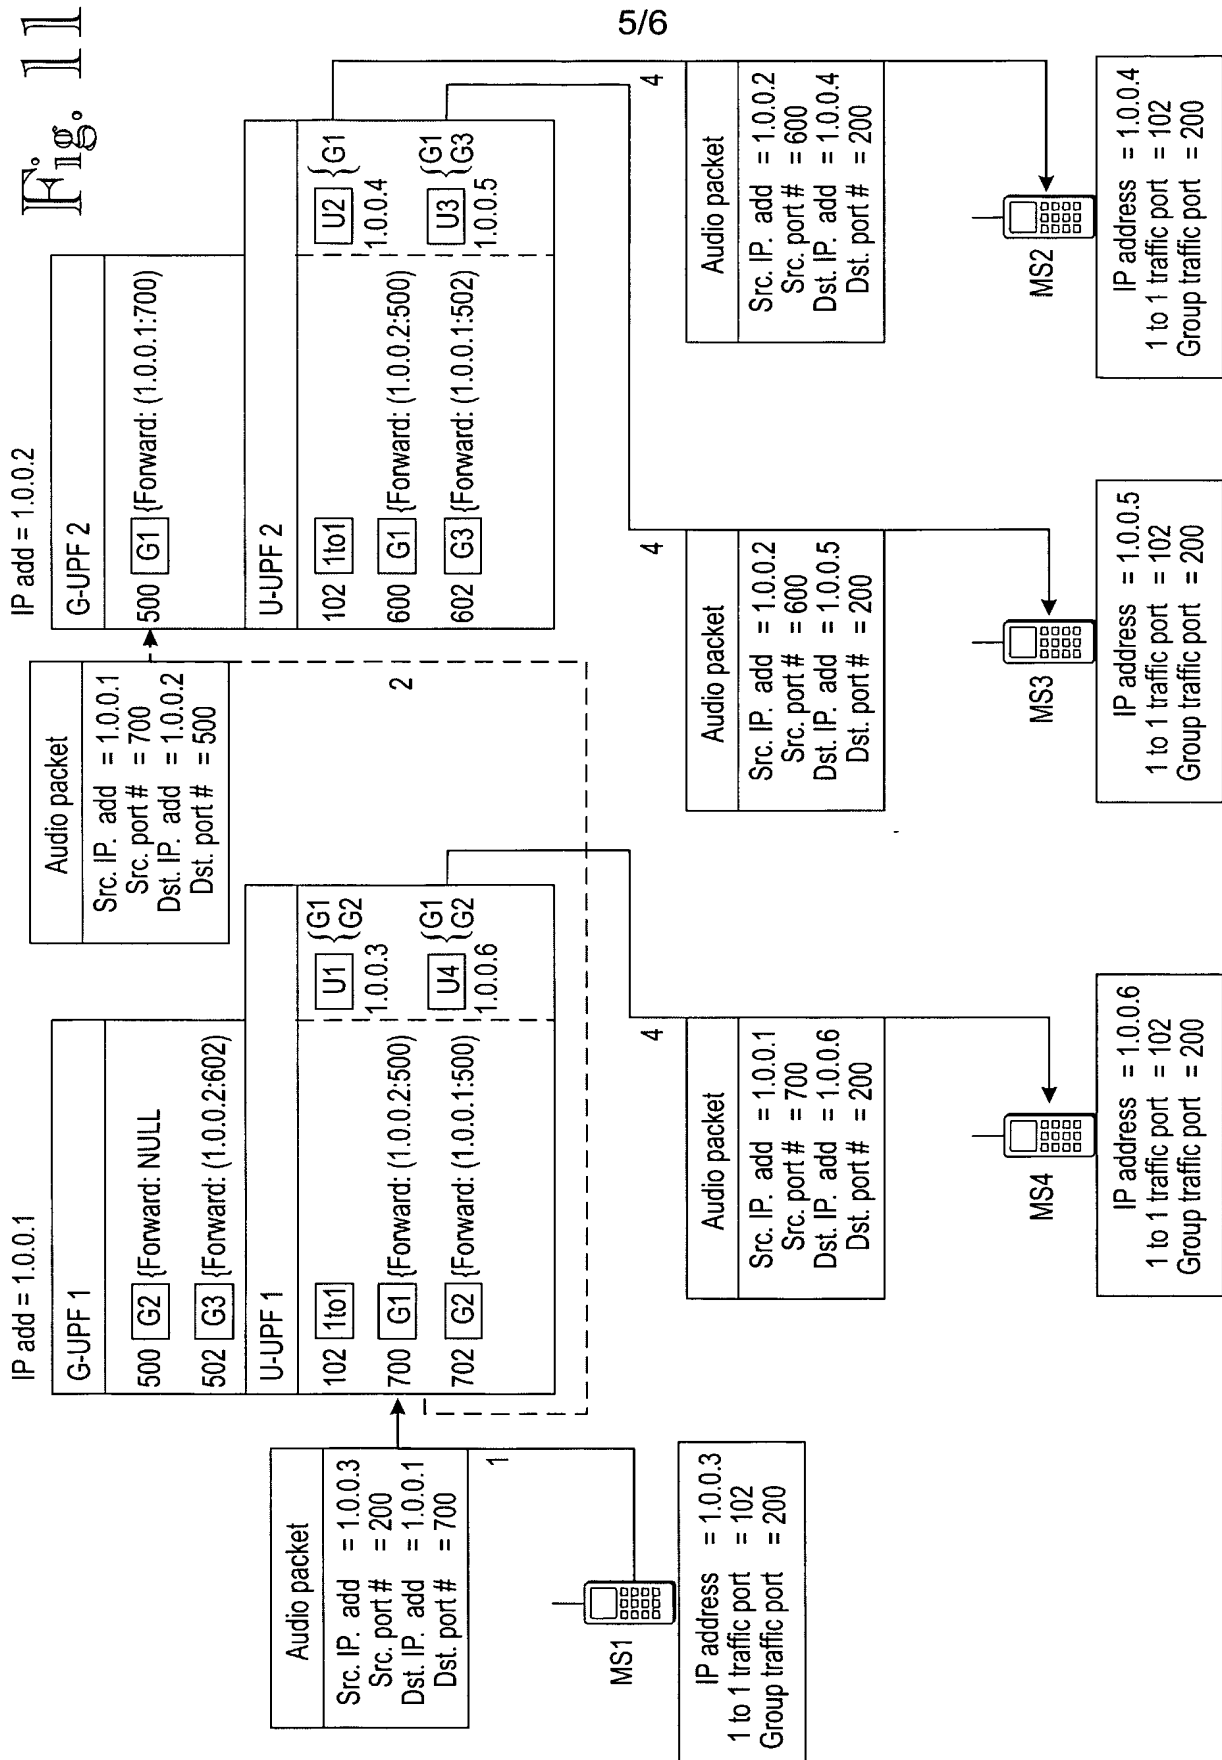 5/6
Fig. 11
IP add = 1.0.0.1
G-UPF 1
500 G2 {Forward: NULL
502 G3 {Forward: (1.0.0.2:602)
U-UPF 1
102 1to1
700 G1 {Forward: (1.0.0.2:500)
702 G2 {Forward: (1.0.0.1:500)
U1 {G1
G2
1.0.0.3
U4 {G1
G2
1.0.0.6
IP add = 1.0.0.2
G-UPF 2
500 G1 {Forward: (1.0.0.1:700)
U-UPF 2
102 1to1
600 G1 {Forward: (1.0.0.2:500)
602 G3 {Forward: (1.0.0.1:502)
U2 {G1
1.0.0.4
U3 {G1
G3
1.0.0.5
Audio packet
Src. IP. add = 1.0.0.1
Src. port # = 700
Dst. IP. add = 1.0.0.2
Dst. port # = 500
2
Audio packet
Src. IP. add = 1.0.0.3
Src. port # = 200
Dst. IP. add = 1.0.0.1
Dst. port # = 700
1
MS1
IP address = 1.0.0.3
1 to 1 traffic port = 102
Group traffic port = 200
4
Audio packet
Src. IP. add = 1.0.0.1
Src. port # = 700
Dst. IP. add = 1.0.0.6
Dst. port # = 200
MS4
IP address = 1.0.0.6
1 to 1 traffic port = 102
Group traffic port = 200
4
Audio packet
Src. IP. add = 1.0.0.2
Src. port # = 600
Dst. IP. add = 1.0.0.5
Dst. port # = 200
MS3
IP address = 1.0.0.5
1 to 1 traffic port = 102
Group traffic port = 200
4
Audio packet
Src. IP. add = 1.0.0.2
Src. port # = 600
Dst. IP. add = 1.0.0.4
Dst. port # = 200
MS2
IP address = 1.0.0.4
1 to 1 traffic port = 102
Group traffic port = 200